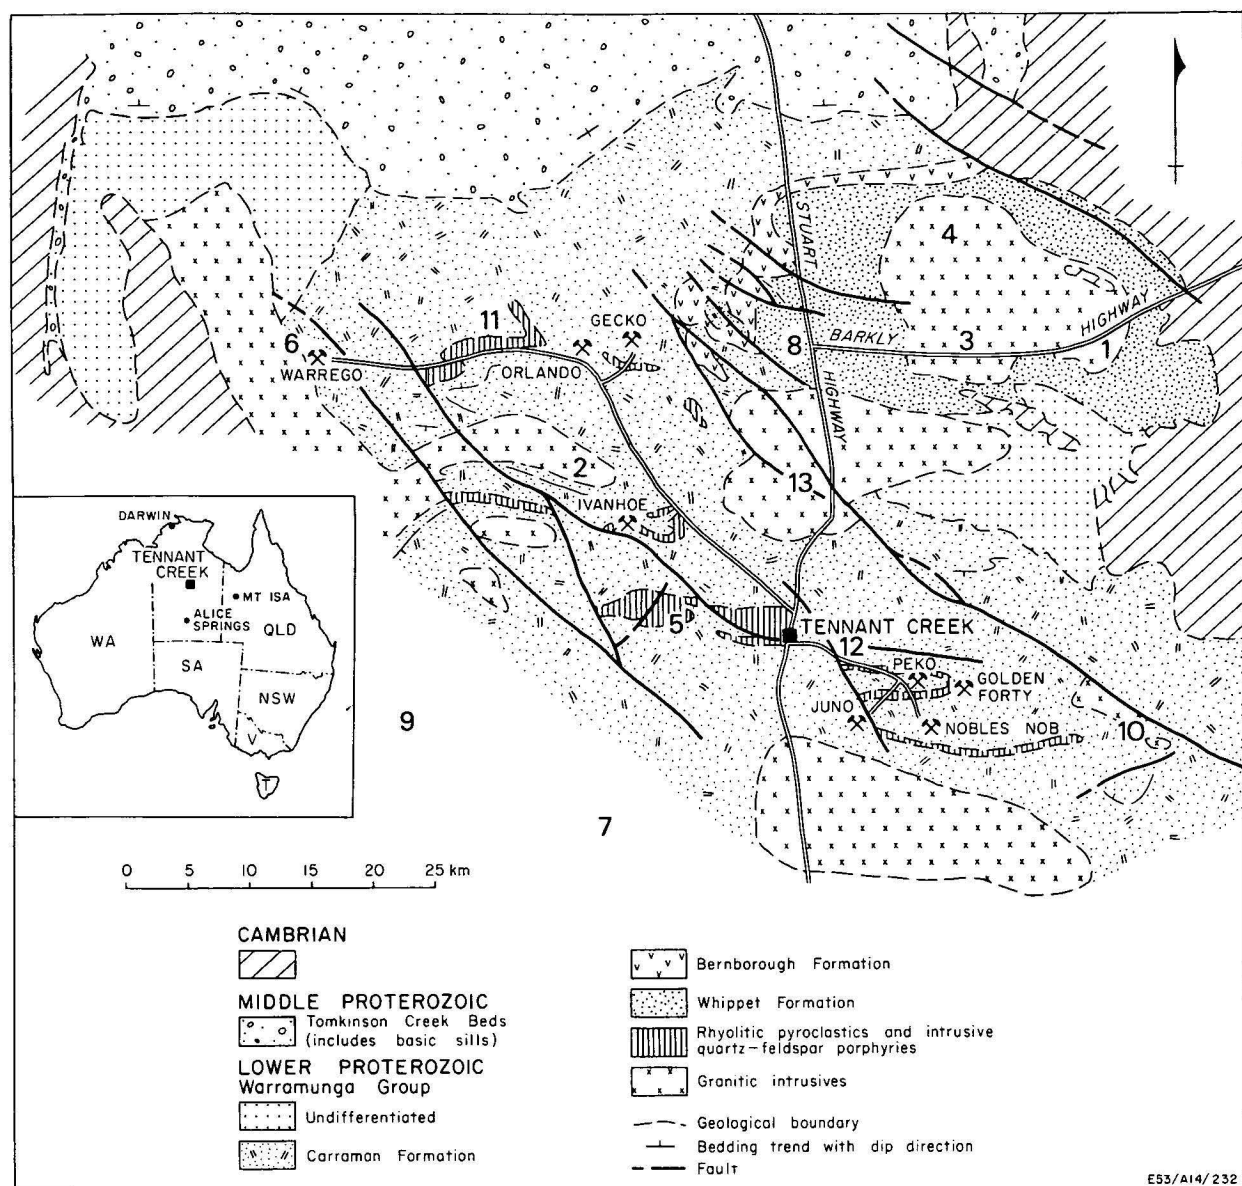 STUART
HIGHWAY
BARKLY
HIGHWAY
4
3
1
8
11
GECKO
6
WARREGO
ORLANDO
2
IVANHOE
13
5
TENNANT CREEK
12
PEKO
GOLDEN
FORTY
JUNO
NOBLES NOB
10
9
7
DARWIN
TENNANT
CREEK
MT ISA
ALICE
SPRINGS
QLD
WA
SA
NSW
V
T
0 5 10 15 20 25 km
CAMBRIAN
MIDDLE PROTEROZOIC
Tomkinson Creek Beds
(includes basic sills)
LOWER PROTEROZOIC
Warramunga Group
Undifferentiated
Carraman Formation
Bernborough Formation
Whippet Formation
Rhyolitic pyroclastics and intrusive
quartz-feldspar porphyries
Granitic intrusives
Geological boundary
Bedding trend with dip direction
Fault
E53/A14/232